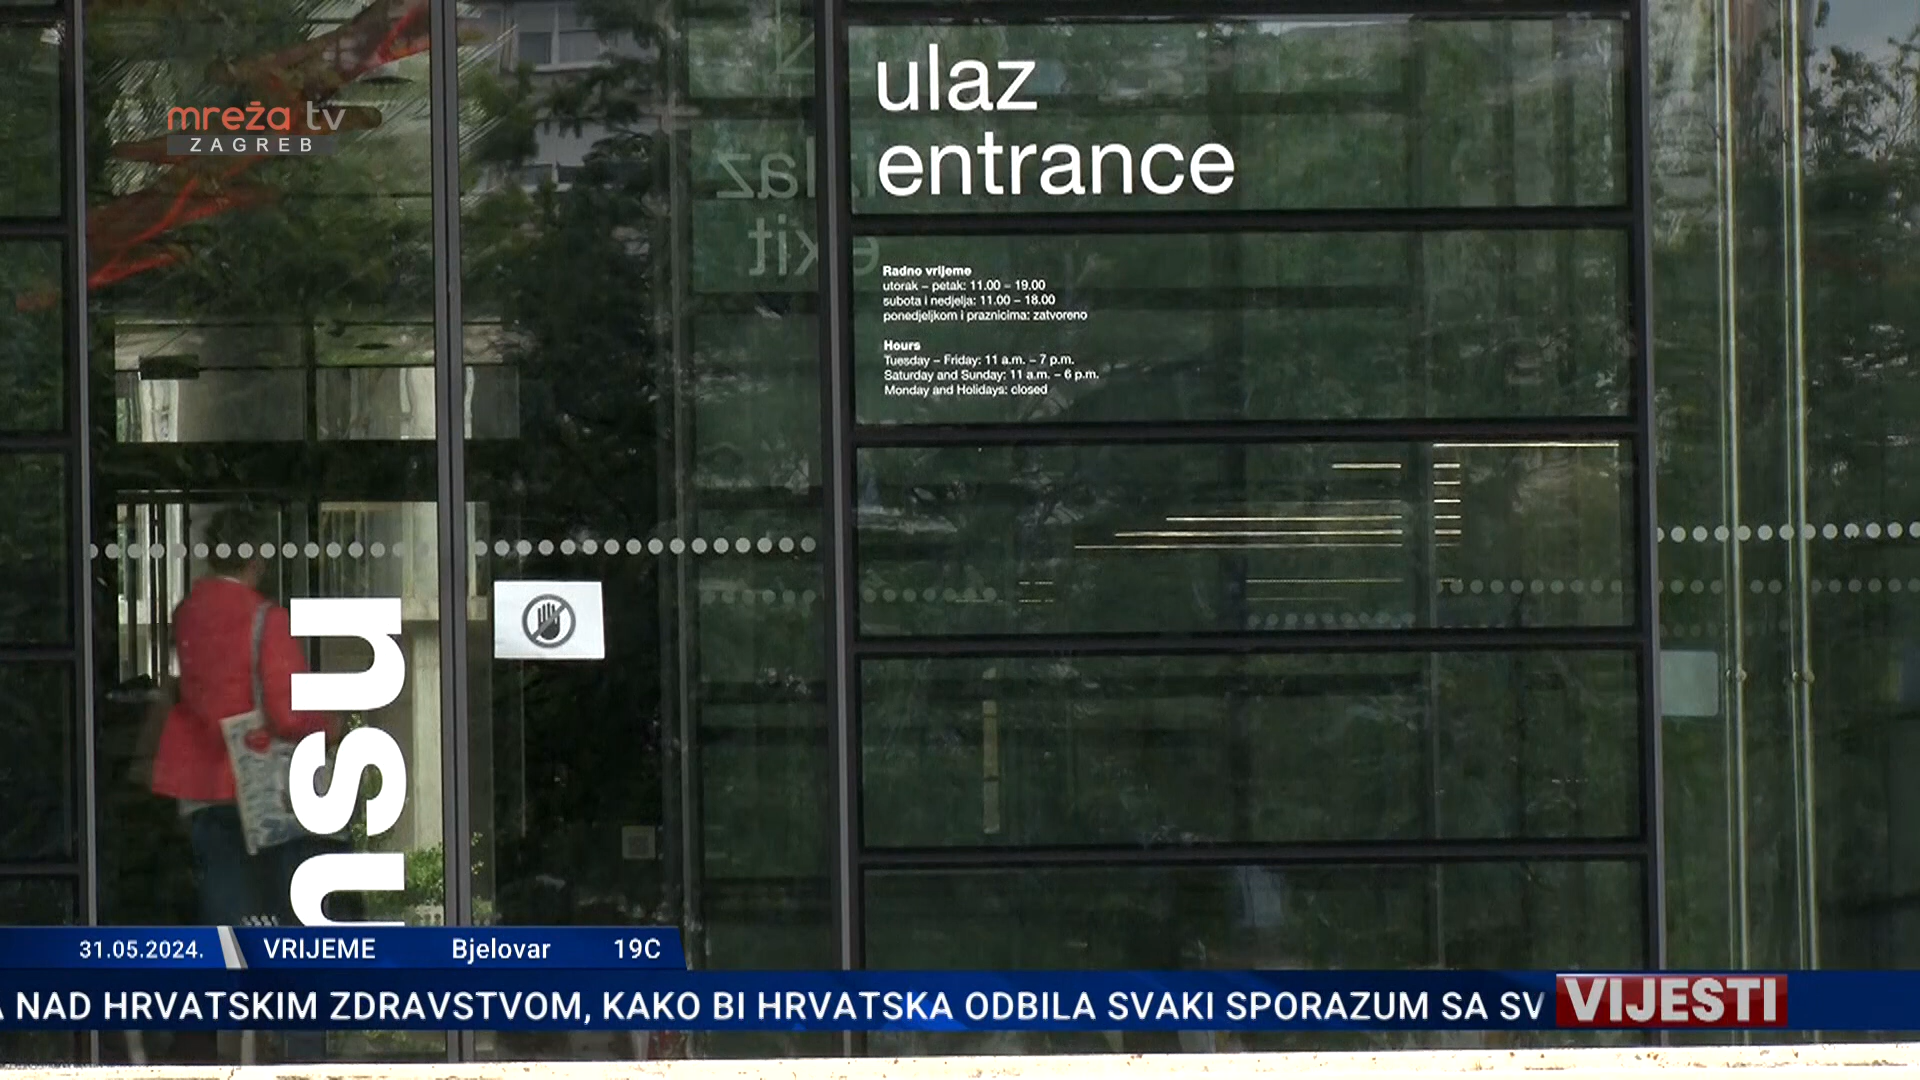 mreža tv
ZAGREB
ulaz
entrance
izlaz
exit
Radno vrijeme
utorak – petak: 11.00 – 19.00
subota i nedjelja: 11.00 – 18.00
ponedjeljkom i praznicima: zatvoreno
Hours
Tuesday – Friday: 11 a.m. – 7 p.m.
Saturday and Sunday: 11 a.m. – 6 p.m.
Monday and Holidays: closed
msu
31.05.2024. VRIJEME Bjelovar 19C
A NAD HRVATSKIM ZDRAVSTVOM, KAKO BI HRVATSKA ODBILA SVAKI SPORAZUM SA SV
VIJESTI